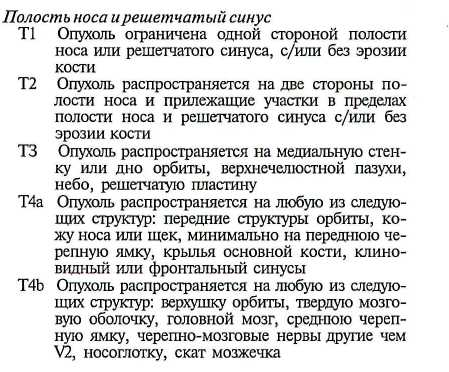 Полость носа и решетчатый синус
T1 Опухоль ограничена одной стороной полости
носа или решетчатого синуса, с/или без эрозии
кости
T2 Опухоль распространяется на две стороны по-
лости носа и прилежащие участки в пределах
полости носа и решетчатого синуса с/или без
эрозии кости
T3 Опухоль распространяется на медиальную стен-
ку или дно орбиты, верхнечелюстной пазухи,
небо, решетчатую пластину
T4a Опухоль распространяется на любую из следую-
щих структур: передние структуры орбиты, ко-
жу носа или щек, минимально на переднюю че-
репную ямку, крылья основной кости, клино-
видный или фронтальный синусы
T4b Опухоль распространяется на любую из следую-
щих структур: верхушку орбиты, твердую мозго-
вую оболочку, головной мозг, среднюю череп-
ную ямку, черепно-мозговые нервы другие чем
V2, носоглотку, скат мозжечка